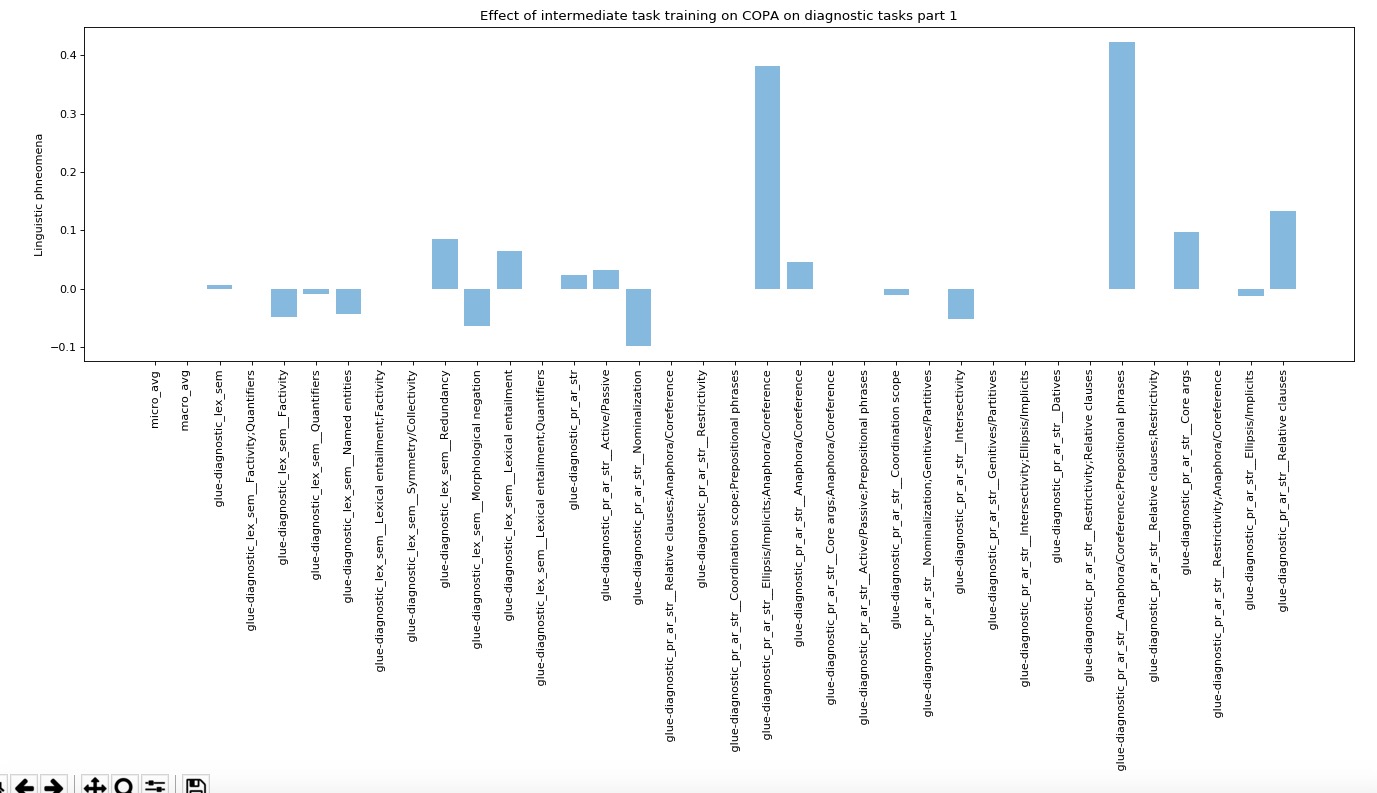 Effect of intermediate task training on COPA on diagnostic tasks part 1
Linguistic phneomena
0.4
0.3
0.2
0.1
0.0
−0.1
micro_avg
macro_avg
glue-diagnostic_lex_sem
glue-diagnostic_lex_sem__Factivity;Quantifiers
glue-diagnostic_lex_sem__Factivity
glue-diagnostic_lex_sem__Quantifiers
glue-diagnostic_lex_sem__Named entities
glue-diagnostic_lex_sem__Lexical entailment;Factivity
glue-diagnostic_lex_sem__Symmetry/Collectivity
glue-diagnostic_lex_sem__Redundancy
glue-diagnostic_lex_sem__Morphological negation
glue-diagnostic_lex_sem__Lexical entailment
glue-diagnostic_lex_sem__Lexical entailment;Quantifiers
glue-diagnostic_pr_ar_str
glue-diagnostic_pr_ar_str__Active/Passive
glue-diagnostic_pr_ar_str__Nominalization
glue-diagnostic_pr_ar_str__Relative clauses;Anaphora/Coreference
glue-diagnostic_pr_ar_str__Restrictivity
glue-diagnostic_pr_ar_str__Coordination scope;Prepositional phrases
glue-diagnostic_pr_ar_str__Ellipsis/Implicits;Anaphora/Coreference
glue-diagnostic_pr_ar_str__Anaphora/Coreference
glue-diagnostic_pr_ar_str__Core args;Anaphora/Coreference
glue-diagnostic_pr_ar_str__Active/Passive;Prepositional phrases
glue-diagnostic_pr_ar_str__Coordination scope
glue-diagnostic_pr_ar_str__Nominalization;Genitives/Partitives
glue-diagnostic_pr_ar_str__Intersectivity
glue-diagnostic_pr_ar_str__Genitives/Partitives
glue-diagnostic_pr_ar_str__Intersectivity;Ellipsis/Implicits
glue-diagnostic_pr_ar_str__Datives
glue-diagnostic_pr_ar_str__Restrictivity;Relative clauses
glue-diagnostic_pr_ar_str__Anaphora/Coreference;Prepositional phrases
glue-diagnostic_pr_ar_str__Relative clauses;Restrictivity
glue-diagnostic_pr_ar_str__Core args
glue-diagnostic_pr_ar_str__Restrictivity;Anaphora/Coreference
glue-diagnostic_pr_ar_str__Ellipsis/Implicits
glue-diagnostic_pr_ar_str__Relative clauses